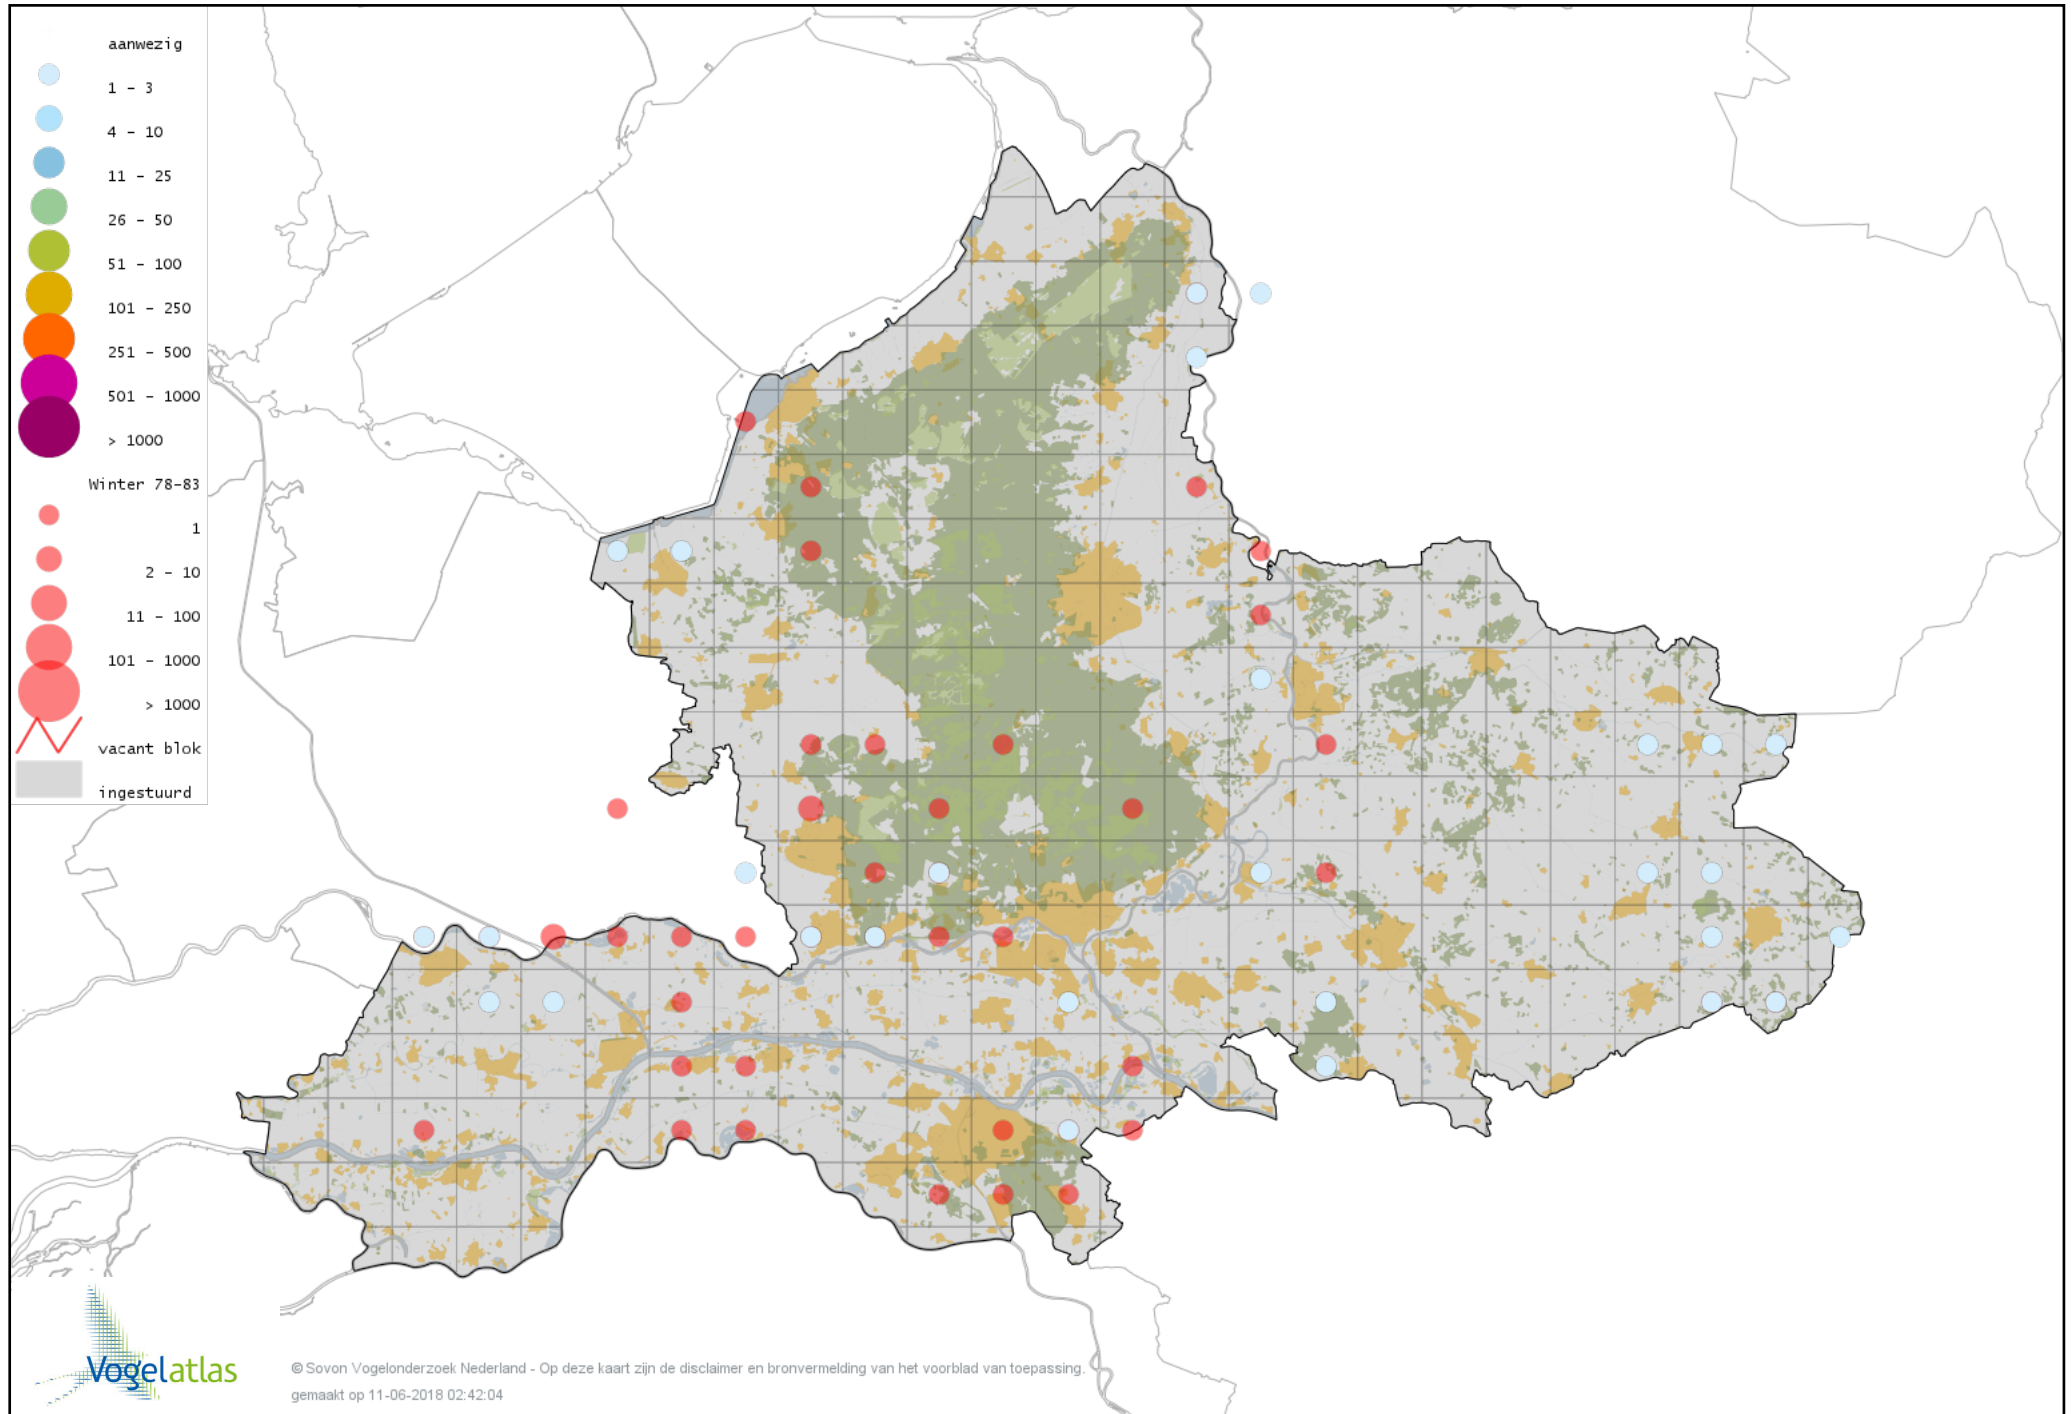 aanwezig
1 - 3
4 - 10
11 - 25
26 - 50
51 - 100
101 - 250
251 - 500
501 - 1000
> 1000
Winter 78-83
1
2 - 10
11 - 100
101 - 1000
> 1000
vacant blok
ingestuurd
Vogelatlas
© Sovon Vogelonderzoek Nederland - Op deze kaart zijn de disclaimer en bronvermelding van het voorblad van toepassing.
gemaakt op 11-06-2018 02:42:04